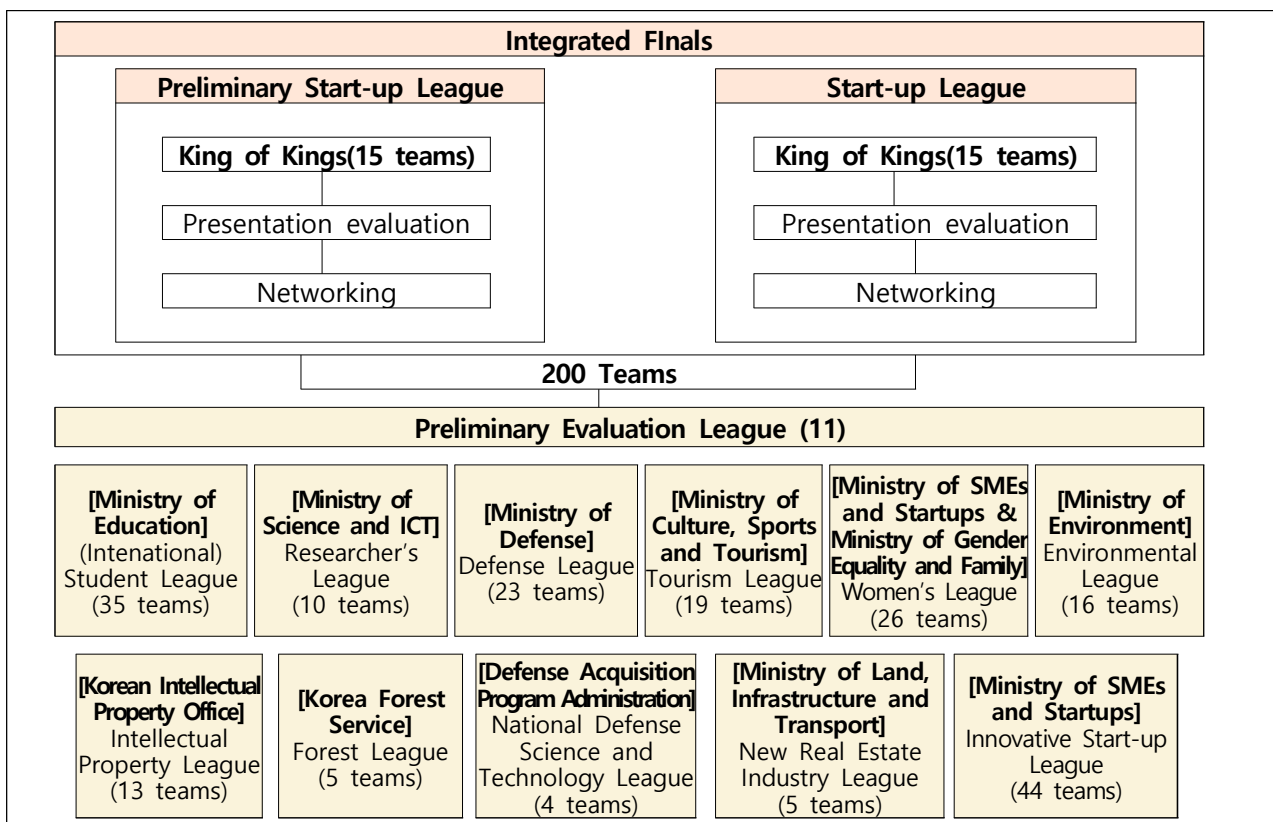 Integrated FInals
Preliminary Start-up League
King of Kings(15 teams)
Presentation evaluation
Networking
Start-up League
King of Kings(15 teams)
Presentation evaluation
Networking
200 Teams
Preliminary Evaluation League (11)
[Ministry of
Education]
(Intenational)
Student League
(35 teams)
[Ministry of
Science and ICT]
Researcher's
League
(10 teams)
[Ministry of
Defense]
Defense League
(23 teams)
[Ministry of
Culture, Sports
and Tourism]
Tourism League
(19 teams)
[Ministry of SMEs
and Startups &
Ministry of Gender
Equality and Family]
Women's League
(26 teams)
[Ministry of
Environment]
Environmental
League
(16 teams)
[Korean Intellectual
Property Office]
Intellectual
Property League
(13 teams)
[Korea Forest
Service]
Forest League
(5 teams)
[Defense Acquisition
Program Administration]
National Defense
Science and
Technology League
(4 teams)
[Ministry of Land,
Infrastructure and
Transport]
New Real Estate
Industry League
(5 teams)
[Ministry of SMEs
and Startups]
Innovative Start-up
League
(44 teams)